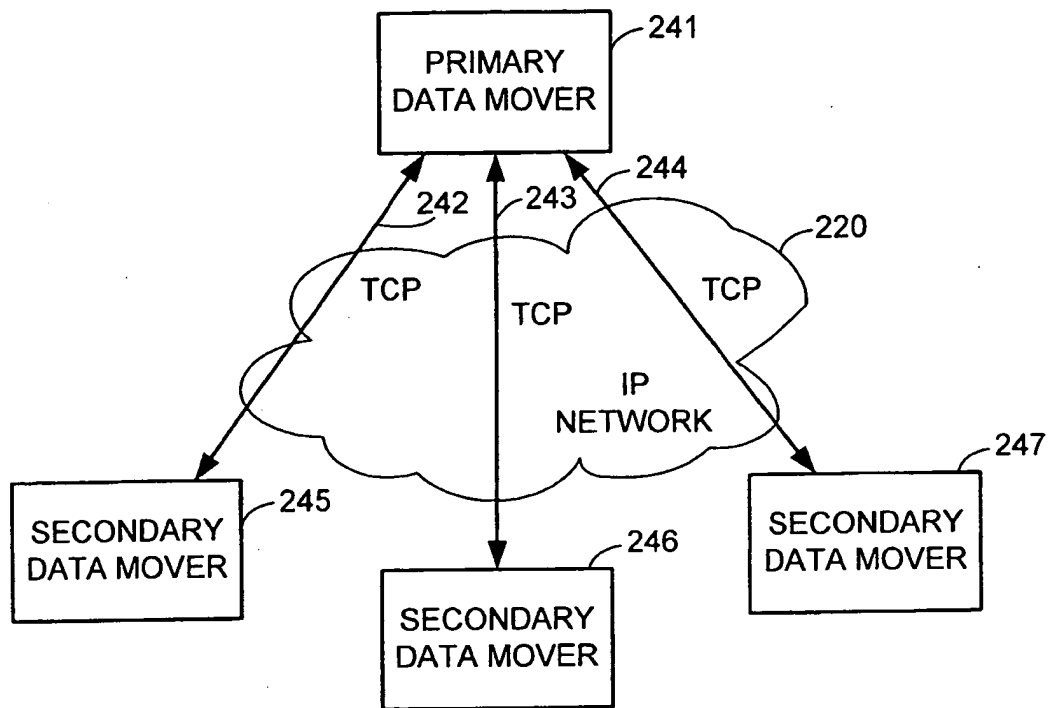 241
PRIMARY
DATA MOVER
244
242
243
220
TCP
TCP
TCP
IP
NETWORK
247
245
SECONDARY
DATA MOVER
SECONDARY
DATA MOVER
246
SECONDARY
DATA MOVER